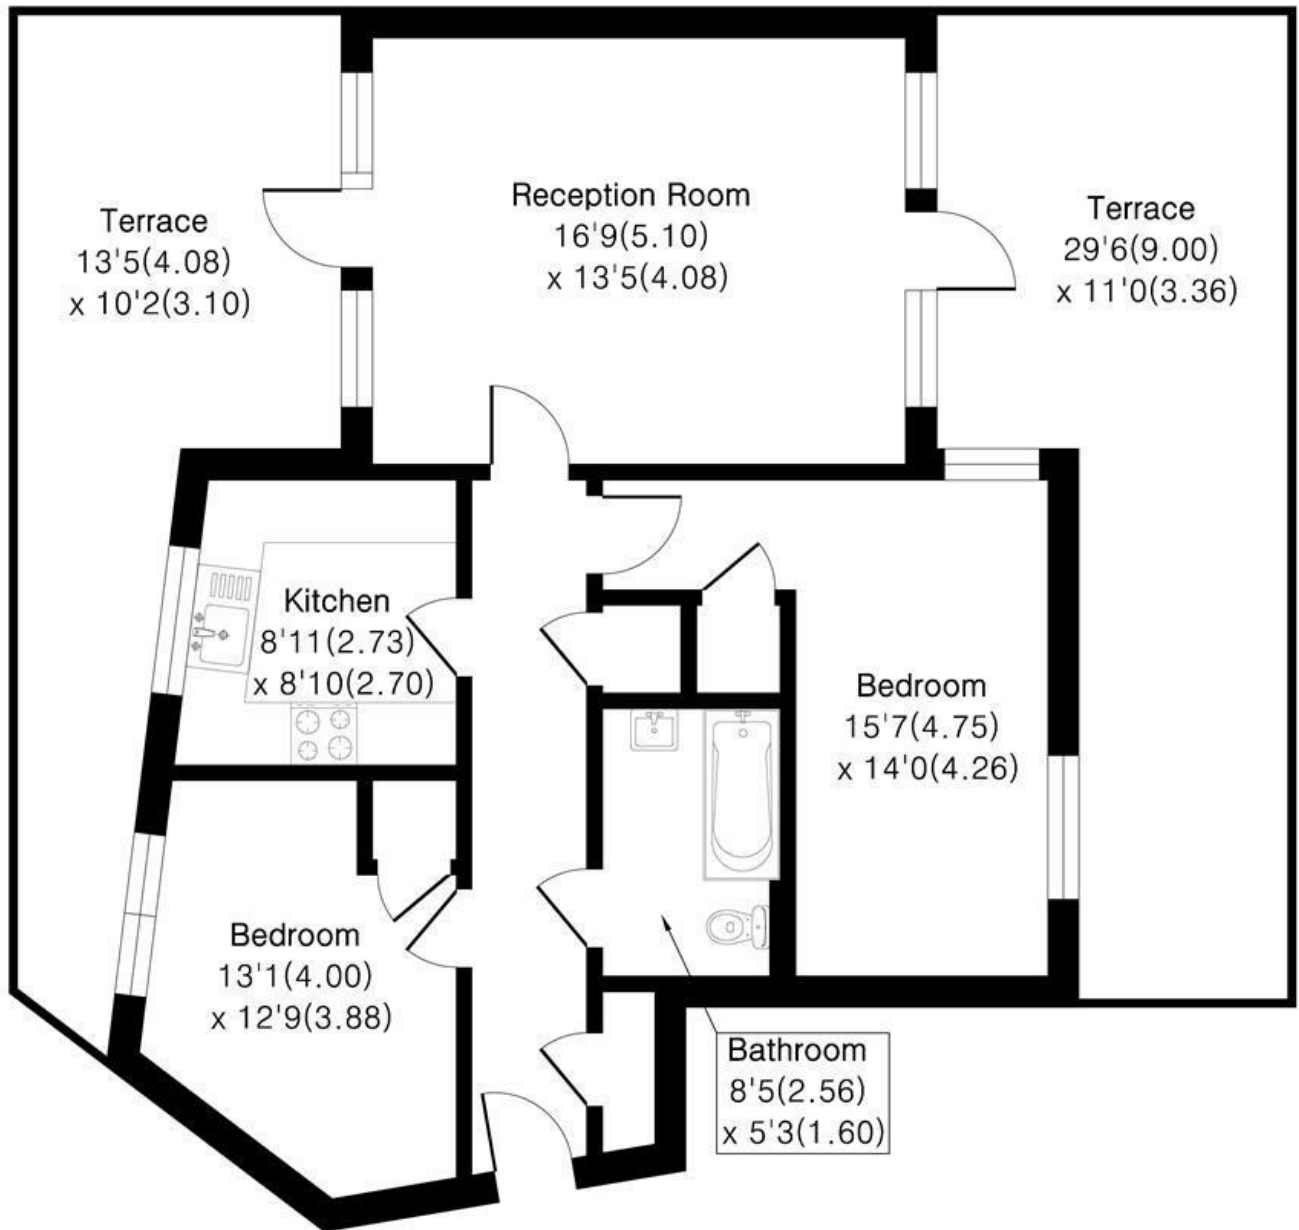 Terrace
13'5(4.08)
x 10'2(3.10)
Reception Room
16'9(5.10)
x 13'5(4.08)
Terrace
29'6(9.00)
x 11'0(3.36)
Kitchen
8'11(2.73)
x 8'10(2.70)
Bedroom
15'7(4.75)
x 14'0(4.26)
Bedroom
13'1(4.00)
x 12'9(3.88)
Bathroom
8'5(2.56)
x 5'3(1.60)